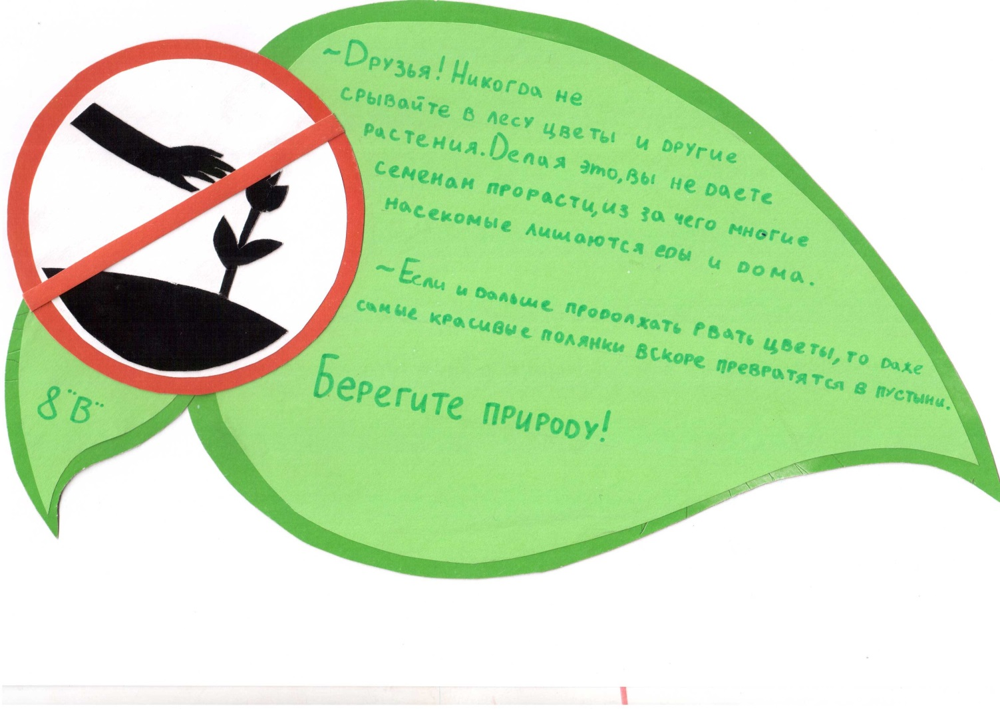 ~Друзья! Никогда не
срывайте в лесу цветы и другие
растения. Делая это, вы не даете
семенам прорасти, из за чего многие
насекомые лишаются еды и дома.
~Если и дальше продолжать рвать цветы, то даже
самые красивые полянки вскоре превратятся в пустыни.
Берегите природу!
8 "В"